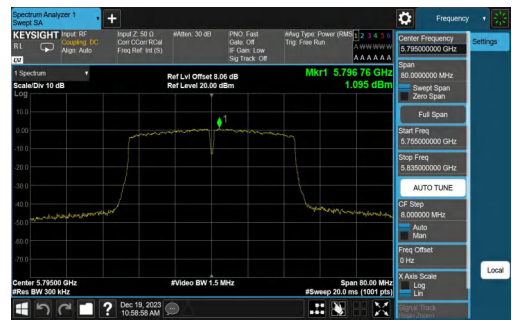 Spectrum Analyzer 1
Swept SA
Frequency
KEYSIGHT
RL
Input: RF
Coupling: DC
Align: Auto
Input Z: 50 Ω
Corr CCorr RCal
Freq Ref: Int (S)
#Atten: 30 dB
PNO: Fast
Gate: Off
IF Gain: Low
Sig Track: Off
#Avg Type: Power (RMS
Trig: Free Run
1 2 3 4 5 6
A W W W W W
A A A A A A
LV
1 Spectrum
Scale/Div 10 dB
Log
Ref Lvl Offset 8.06 dB
Ref Level 20.00 dBm
Mkr1 5.796 76 GHz
1.095 dBm
10.0
0.00
-10.0
-20.0
-30.0
-40.0
-50.0
-60.0
-70.0
1
Center 5.79500 GHz
#Res BW 300 kHz
#Video BW 1.5 MHz
Span 80.00 MHz
#Sweep 20.0 ms (1001 pts)
Dec 19, 2023
10:58:58 AM
Center Frequency
5.795000000 GHz
Settings
Span
80.0000000 MHz
Swept Span
Zero Span
Full Span
Start Freq
5.755000000 GHz
Stop Freq
5.835000000 GHz
AUTO TUNE
CF Step
8.000000 MHz
Auto
Man
Freq Offset
0 Hz
X Axis Scale
Log
Lin
Local
Signal Track
(Span Zoom)